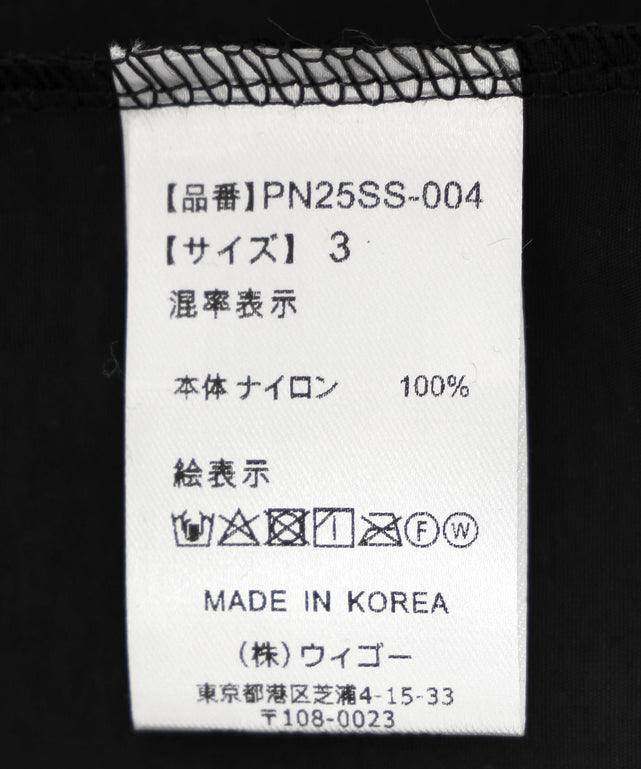 【品番】PN25SS-004
【サイズ】 3
混率表示
本体 ナイロン 100%
絵表示
F W
MADE IN KOREA
(株)ウィゴー
東京都港区芝浦4-15-33
〒108-0023